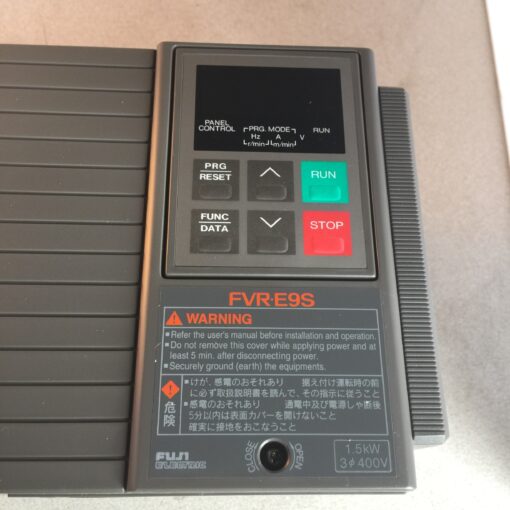 PANEL CONTROL
PRG. MODE
RUN
Hz A V
r/min m/min
PRG RESET
RUN
FUNC DATA
STOP
FVR-E9S
WARNING
■Refer the user's manual before installation and operation.
■Do not remove this cover while applying power and at
least 5 min. after disconnecting power.
■Securely ground (earth) the equipments.
危険
■けが、感電のおそれあり 据え付け運転時の前
に必ず取扱説明書を読んで、その指示に従うこと
■感電のおそれあり 通電中及び電源しゃ断後
5分以内は表面カバーを開けないこと
確実に接地をおこなうこと
FUJI
ELECTRIC
CLOSE
OPEN
1.5kW
3φ400V